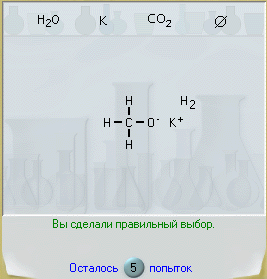 H₂O K CO₂ ∅
H H₂
H C O⁻ K⁺
H
Вы сделали правильный выбор.
Осталось 5 попыток